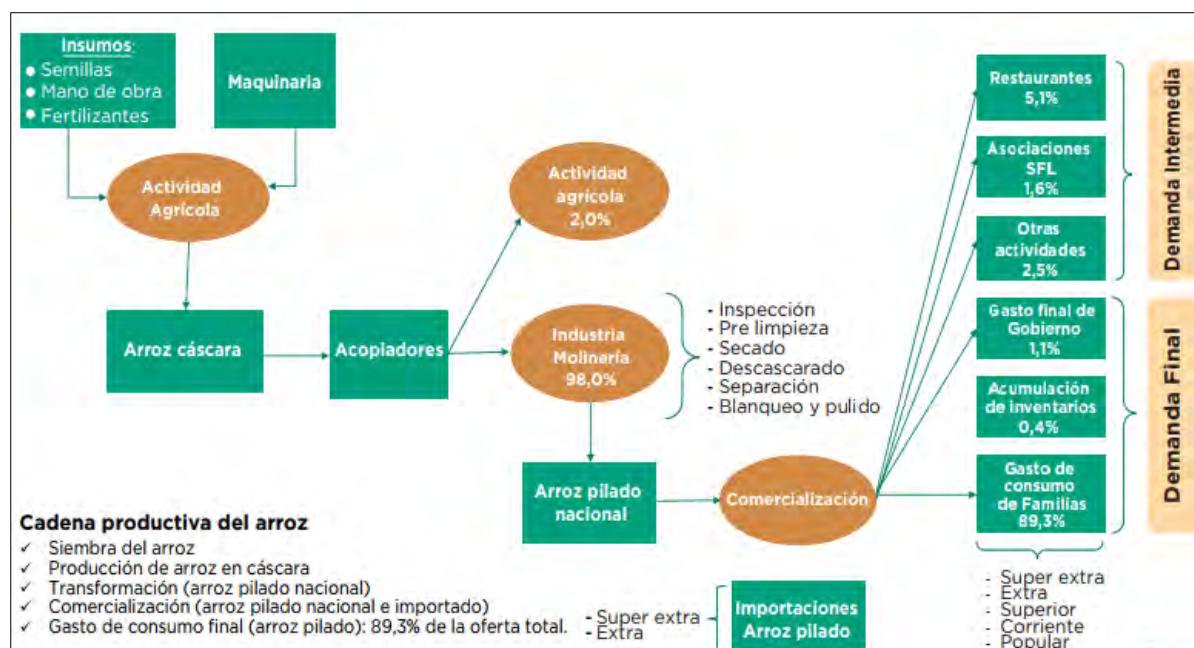 Insumos:
● Semillas
● Mano de obra
● Fertilizantes
Maquinaria
Actividad
Agrícola
Arroz cáscara
Acopiadores
Actividad
agrícola
2,0%
Industria
Molinería
98,0%
- Inspección
- Pre limpieza
- Secado
- Descascarado
- Separación
- Blanqueo y pulido
Arroz pilado
nacional
Comercialización
Restaurantes
5,1%
Asociaciones
SFL
1,6%
Otras
actividades
2,5%
Demanda Intermedia
Gasto final de
Gobierno
1,1%
Acumulación
de inventarios
0,4%
Gasto de
consumo
de Familias
89,3%
Demanda Final
- Super extra
- Extra
- Superior
- Corriente
- Popular
Cadena productiva del arroz
✓ Siembra del arroz
✓ Producción de arroz en cáscara
✓ Transformación (arroz pilado nacional)
✓ Comercialización (arroz pilado nacional e importado)
✓ Gasto de consumo final (arroz pilado): 89,3% de la oferta total.
- Super extra
- Extra
Importaciones
Arroz pilado